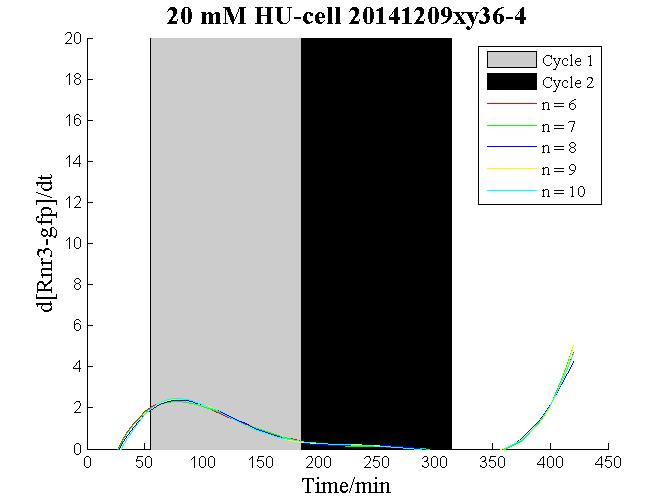 20 mM HU-cell 20141209xy36-4
d[Rnr3-gfp]/dt
20
18
16
14
12
10
8
6
4
2
0
0 50 100 150 200 250 300 350 400 450
Time/min
Cycle 1
Cycle 2
n = 6
n = 7
n = 8
n = 9
n = 10